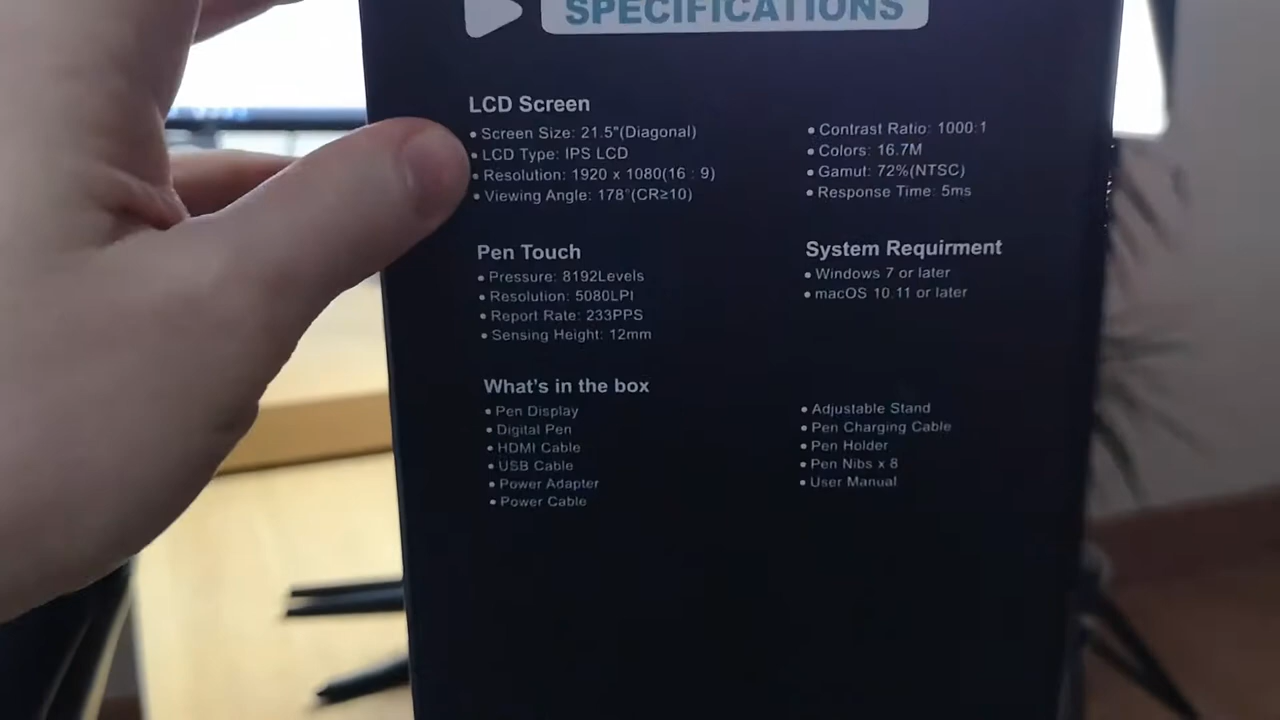 SPECIFICATIONS
LCD Screen
• Screen Size: 21.5"(Diagonal)
• LCD Type: IPS LCD
• Resolution: 1920 x 1080(16 : 9)
• Viewing Angle: 178°(CR≥10)
• Contrast Ratio: 1000:1
• Colors: 16.7M
• Gamut: 72%(NTSC)
• Response Time: 5ms
Pen Touch
• Pressure: 8192Levels
• Resolution: 5080LPI
• Report Rate: 233PPS
• Sensing Height: 12mm
System Requirment
• Windows 7 or later
• macOS 10.11 or later
What's in the box
• Pen Display
• Digital Pen
• HDMI Cable
• USB Cable
• Power Adapter
• Power Cable
• Adjustable Stand
• Pen Charging Cable
• Pen Holder
• Pen Nibs x 8
• User Manual